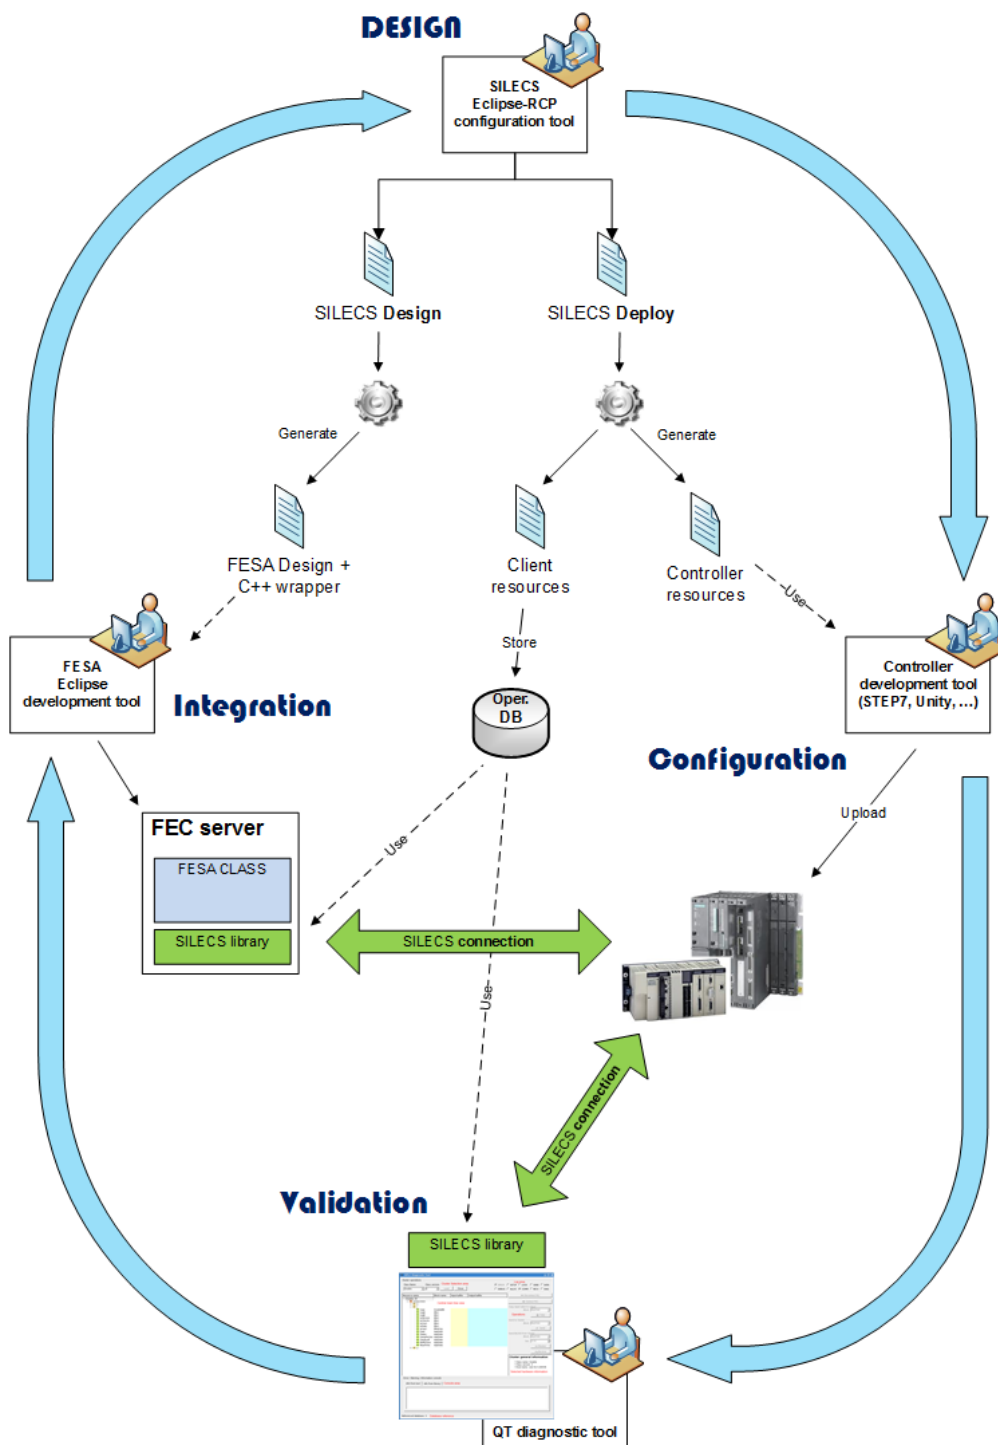 DESIGN
SILECS
Eclipse-RCP
configuration tool
SILECS Design
SILECS Deploy
Generate
Generate
FESA Design +
C++ wrapper
Client
resources
Controller
resources
Use
Store
FESA
Eclipse
development tool
Integration
Oper.
DB
Controller
development tool
(STEP7, Unity, ...)
Configuration
Upload
FEC server
FESA CLASS
SILECS library
Use
SILECS connection
Use
SILECS connection
Validation
SILECS library
QT diagnostic tool